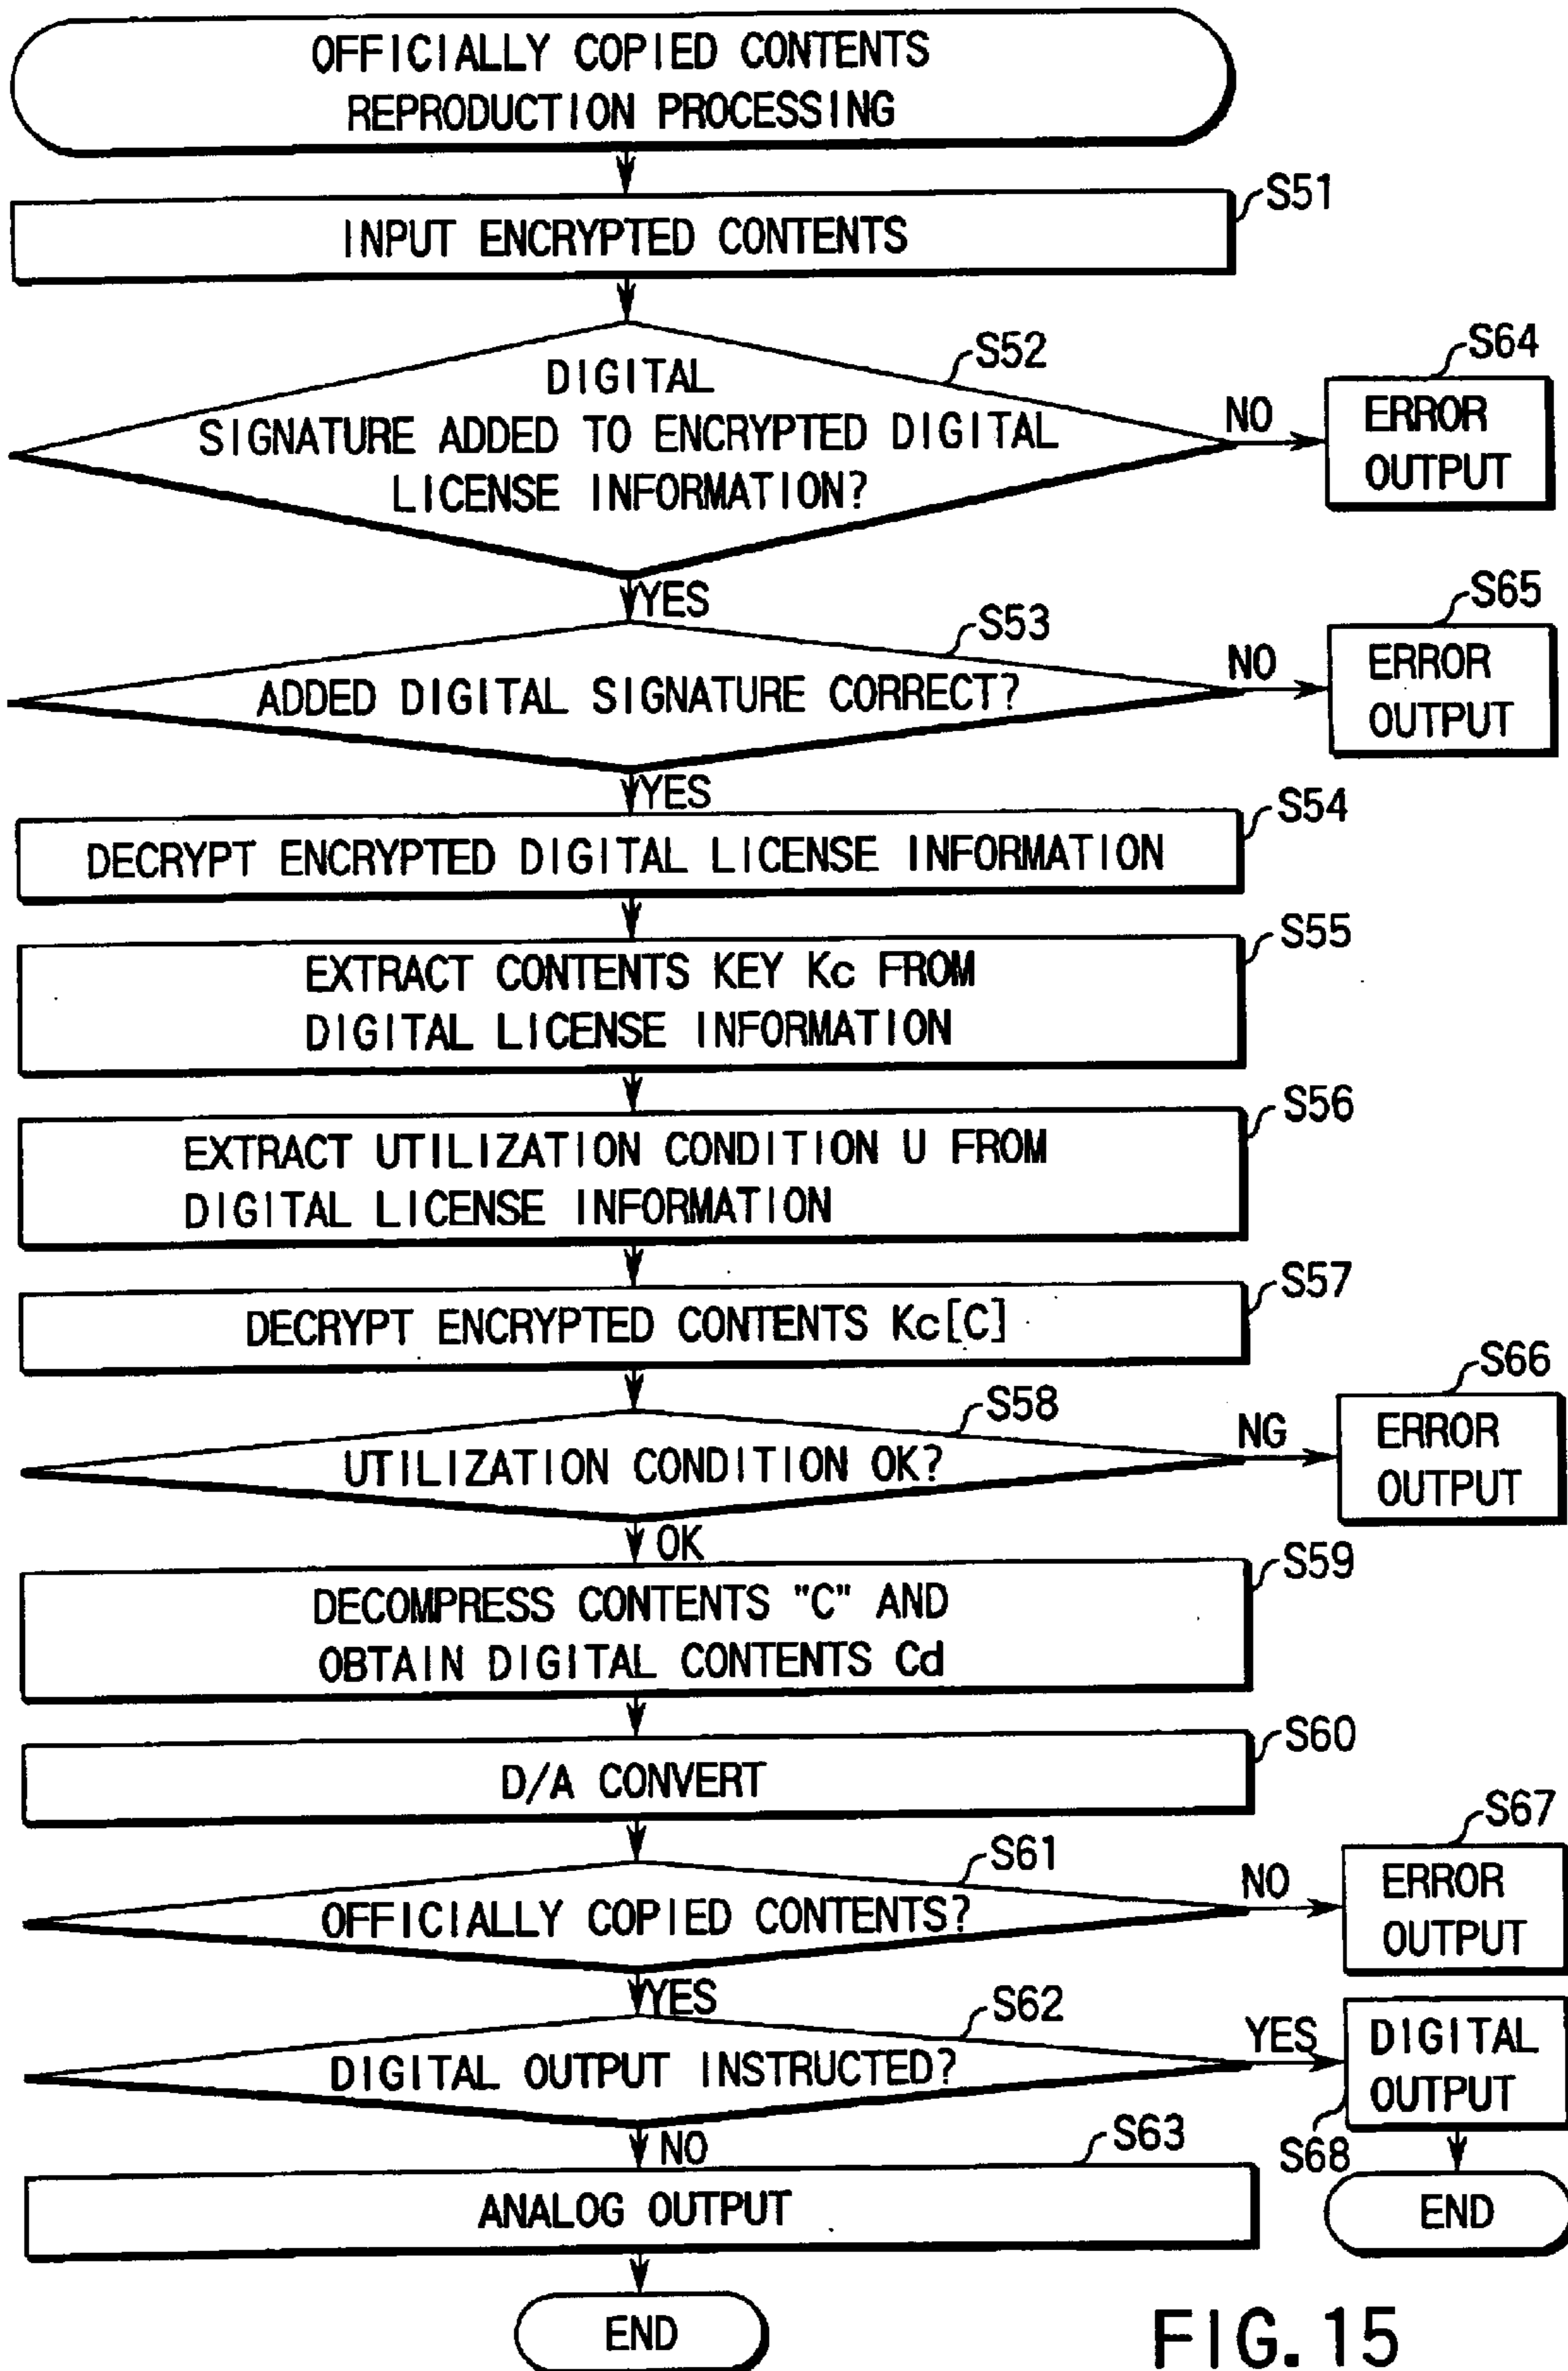 OFFICIALLY COPIED CONTENTS
REPRODUCTION PROCESSING
S51
INPUT ENCRYPTED CONTENTS
S52
DIGITAL
SIGNATURE ADDED TO ENCRYPTED DIGITAL
LICENSE INFORMATION?
NO
S64
ERROR
OUTPUT
YES
S53
ADDED DIGITAL SIGNATURE CORRECT?
NO
S65
ERROR
OUTPUT
YES
S54
DECRYPT ENCRYPTED DIGITAL LICENSE INFORMATION
S55
EXTRACT CONTENTS KEY Kc FROM
DIGITAL LICENSE INFORMATION
S56
EXTRACT UTILIZATION CONDITION U FROM
DIGITAL LICENSE INFORMATION
S57
DECRYPT ENCRYPTED CONTENTS Kc[C]
S58
UTILIZATION CONDITION OK?
NG
S66
ERROR
OUTPUT
OK
S59
DECOMPRESS CONTENTS "C" AND
OBTAIN DIGITAL CONTENTS Cd
S60
D/A CONVERT
S61
OFFICIALLY COPIED CONTENTS?
NO
S67
ERROR
OUTPUT
YES
S62
DIGITAL OUTPUT INSTRUCTED?
YES
DIGITAL
OUTPUT
S68
END
NO
S63
ANALOG OUTPUT
END
FIG. 15